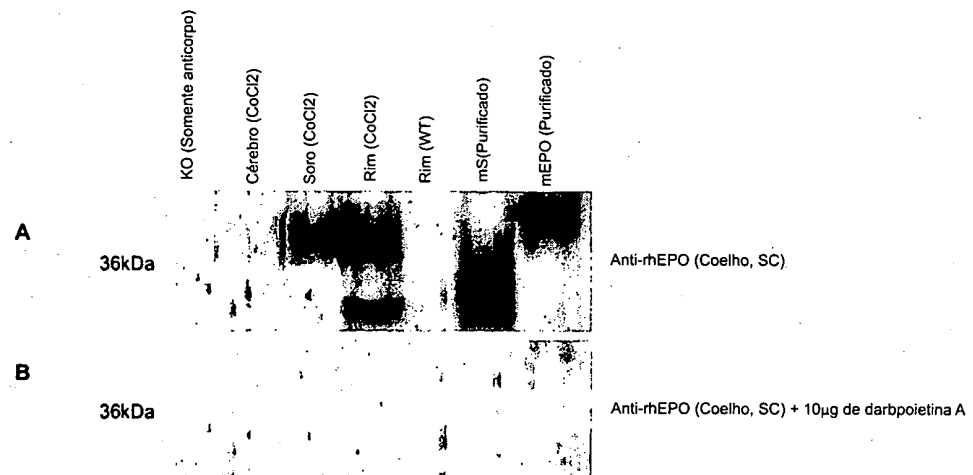 KO (Somente anticorpo)
Cérebro (CoCl2)
Soro (CoCl2)
Rim (CoCl2)
Rim (WT)
mS(Purificado)
mEPO (Purificado)
A
36kDa
Anti-rhEPO (Coelho, SC)
B
36kDa
Anti-rhEPO (Coelho, SC) + 10µg de darbpoietina A